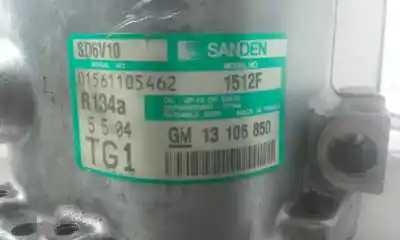 SD6V10 SANDEN
SERIAL NO MODEL NO
01561105462 1512F
R134a
5 5 04 GM 13 106 850
TG1